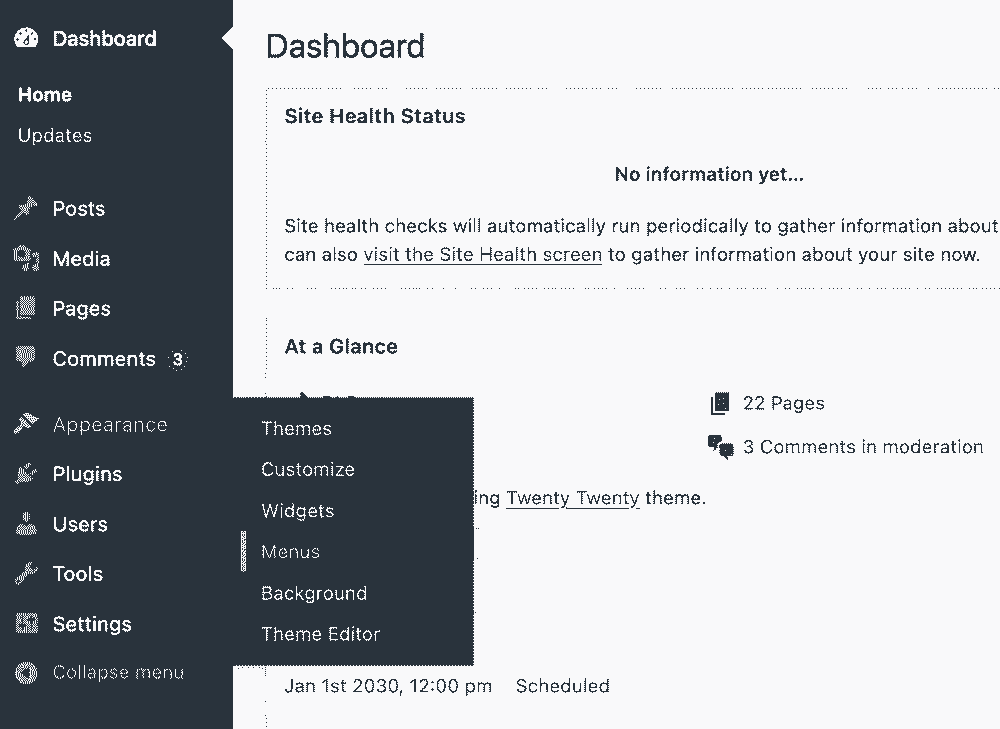 Dashboard
Home
Updates
Posts
Media
Pages
Comments 3
Appearance
Plugins
Users
Tools
Settings
Collapse menu
Themes
Customize
Widgets
Menus
Background
Theme Editor
Dashboard
Site Health Status
No information yet...
Site health checks will automatically run periodically to gather information about
can also visit the Site Health screen to gather information about your site now.
At a Glance
22 Pages
3 Comments in moderation
ing Twenty Twenty theme.
Jan 1st 2030, 12:00 pm Scheduled